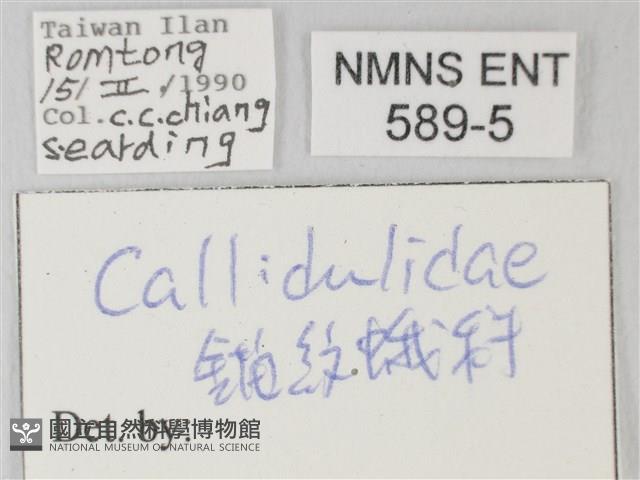 Taiwan Ilan
Romtong
15/ II /1990
Col. c.c.chiang
searding
NMNS ENT
589-5
Callidulidae
錨紋蛾科
Det. by.
國立自然科學博物館
NATIONAL MUSEUM OF NATURAL SCIENCE